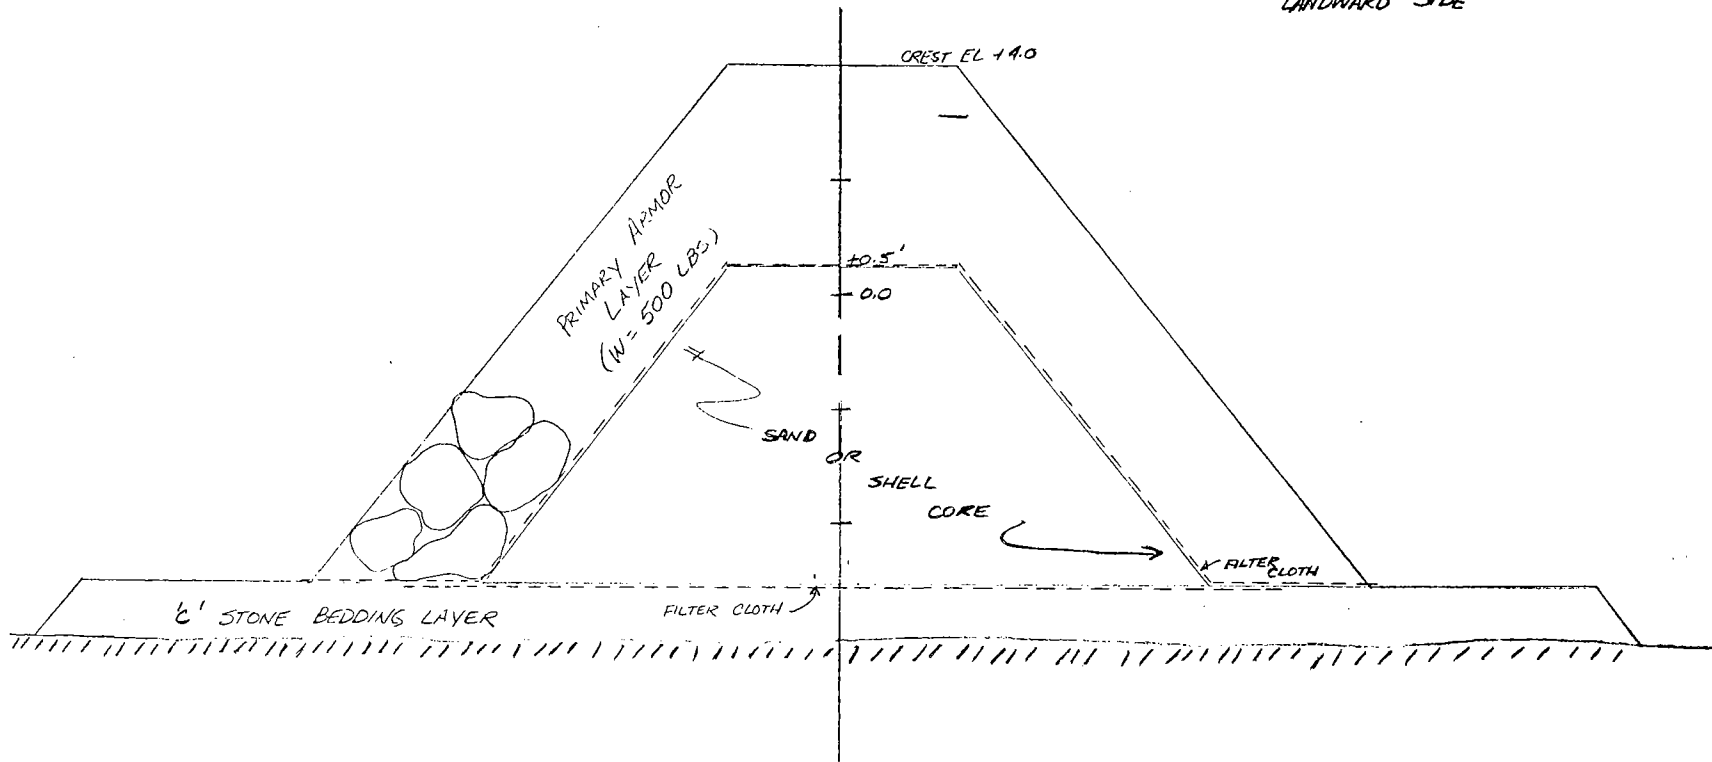 LANDWARD SIDE
CREST EL +4.0
PRIMARY ARMOR
LAYER
(W = 500 LBS)
+0.5'
0.0
SAND
OR
SHELL
CORE
FILTER
CLOTH
FILTER CLOTH
'C' STONE BEDDING LAYER